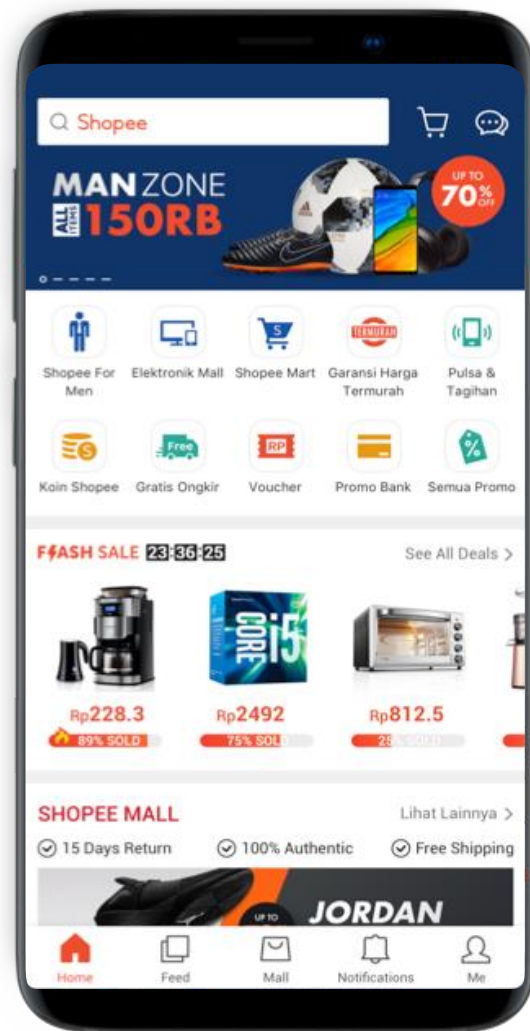 Shopee
MAN ZONE
ALL ITEMS 150RB
UP TO
70% OFF
Shopee For Men
Elektronik Mall
Shopee Mart
TERMURAH
Garansi Harga Termurah
Pulsa & Tagihan
Koin Shopee
Free
Gratis Ongkir
RP
Voucher
Promo Bank
Semua Promo
FLASH SALE 23:36:25
See All Deals >
CORE i5
Rp228.3
Rp2492
Rp812.5
89% SOLD
75% SOLD
25% SOLD
SHOPEE MALL
Lihat Lainnya >
15 Days Return
100% Authentic
Free Shipping
UP TO
JORDAN
Home
Feed
Mall
Notifications
Me